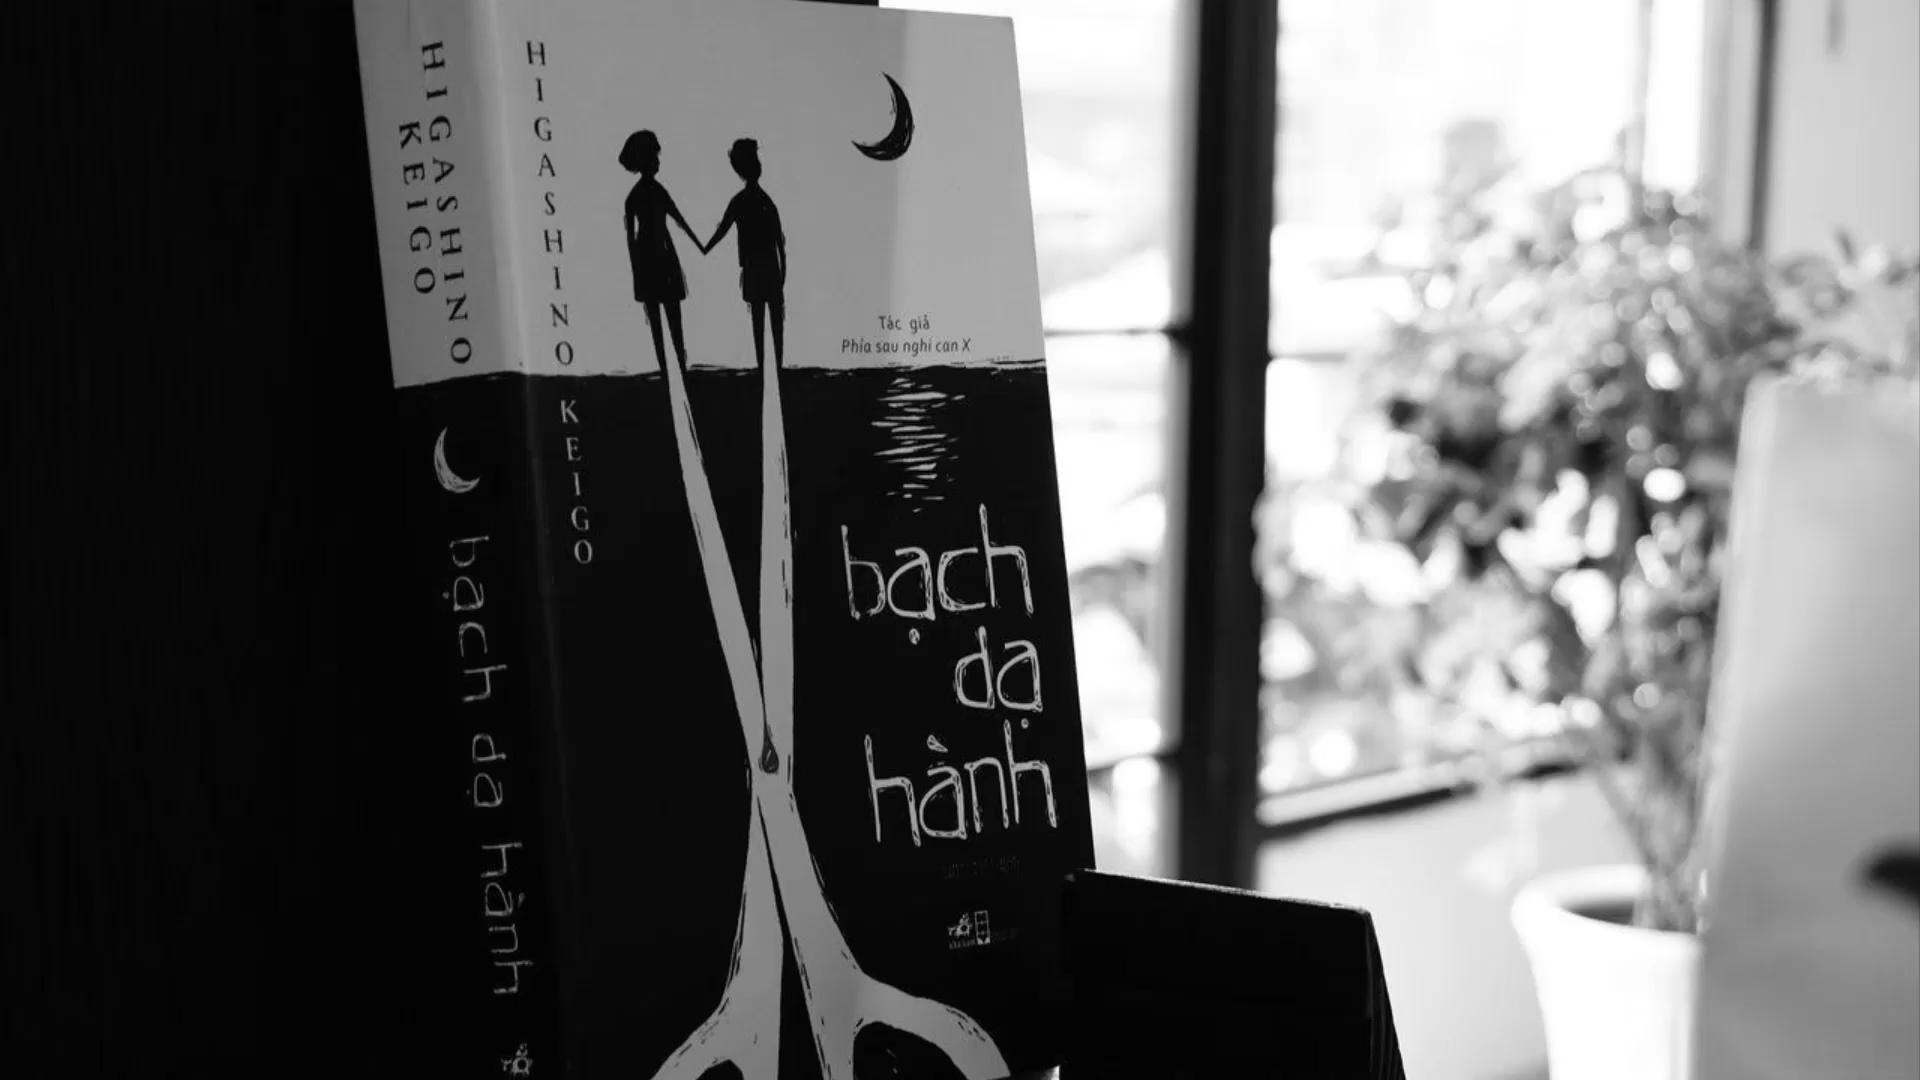 HIGASHINO
KEIGO
bạch dạ hành
HIGASHINO KEIGO
Tác giả
Phía sau nghi can X
bạch
dạ
hành